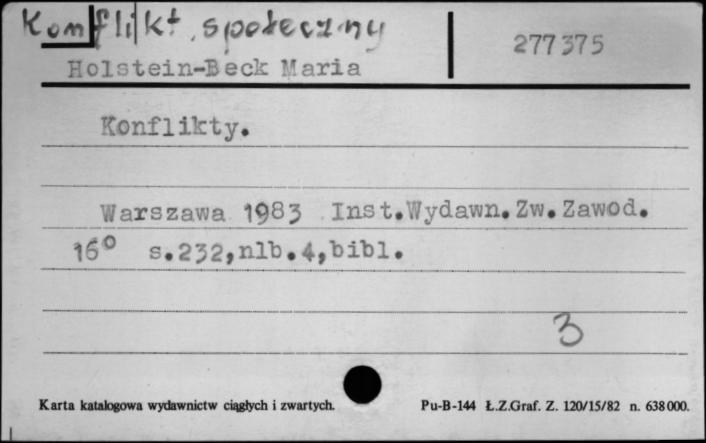 Konflikt społeczny
277375
Holstein-Beck Maria
Konflikty.
Warszawa 1983 Inst.Wydawn.Zw.Zawod.
16° s.232,nlb.4,bibl.
3
Karta katalogowa wydawnictw ciągłych i zwartych.
Pu-B-144 Ł.Z.Graf. Z. 120/15/82 n. 638000.